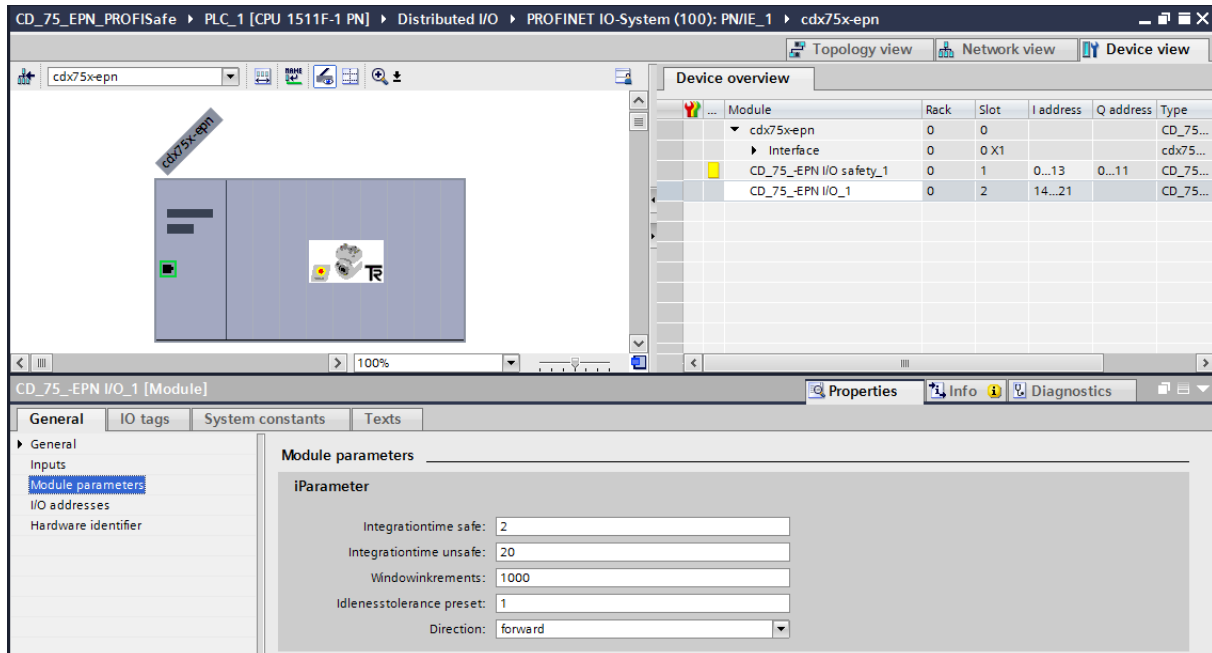 CD_75_EPN_PROFISafe ▸ PLC_1 [CPU 1511F-1 PN] ▸ Distributed I/O ▸ PROFINET IO-System (100): PN/IE_1 ▸ cdx75x-epn
Topology view Network view Device view
cdx75x-epn
Device overview
... Module Rack Slot I address Q address Type
cdx75x-epn 0 0 CD_75...
Interface 0 0 X1 cdx75...
CD_75_-EPN I/O safety_1 0 1 0...13 0...11 CD_75...
CD_75_-EPN I/O_1 0 2 14...21 CD_75...
cdx75x-epn
TR
100%
CD_75_-EPN I/O_1 [Module]
Properties Info Diagnostics
General IO tags System constants Texts
General
Inputs
Module parameters
I/O addresses
Hardware identifier
Module parameters
iParameter
Integrationtime safe: 2
Integrationtime unsafe: 20
Windowinkrements: 1000
Idlenesstolerance preset: 1
Direction: forward